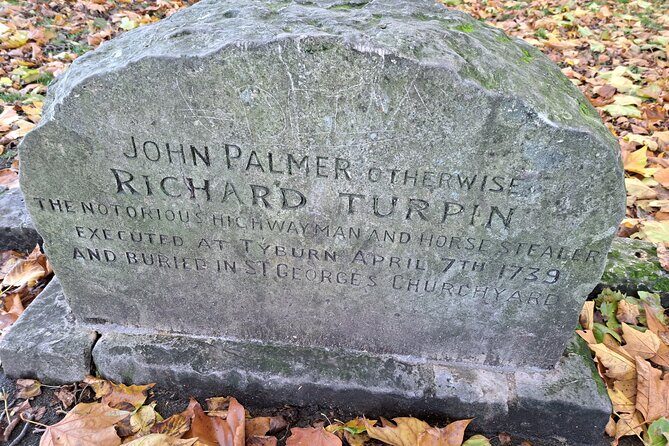 JOHN PALMER OTHERWISE
RICHARD TURPIN
THE NOTORIOUS HIGHWAYMAN AND HORSE STEALER
EXECUTED AT TYBURN APRIL 7TH 1739
AND BURIED IN ST GEORGES CHURCHYARD